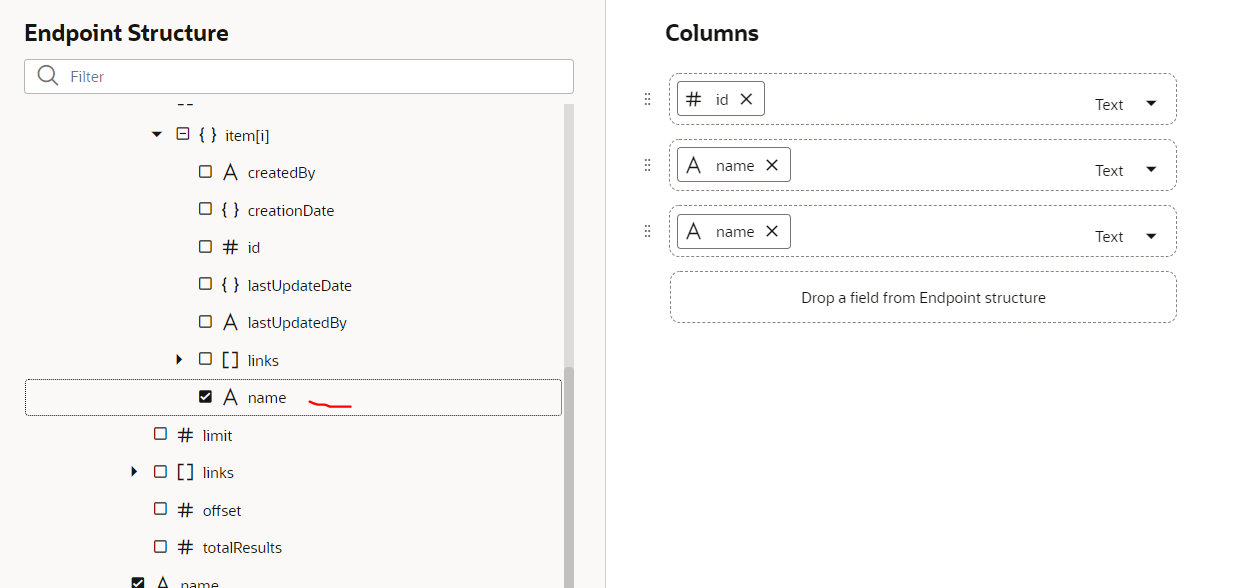 Endpoint Structure
Filter
item[i]
createdBy
creationDate
id
lastUpdateDate
lastUpdatedBy
links
name
limit
links
offset
totalResults
name
Columns
id
Text
name
Text
name
Text
Drop a field from Endpoint structure